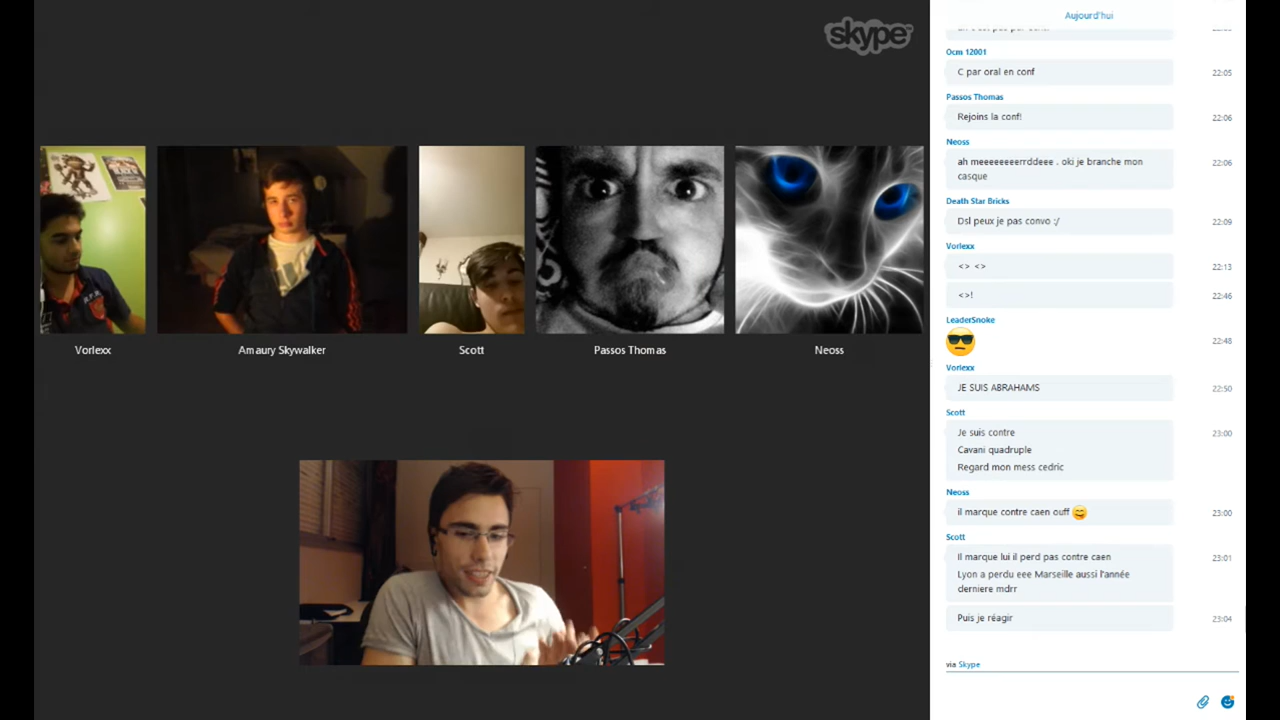 skype
Vorlexx
Amaury Skywalker
Scott
Passos Thomas
Neoss
Aujourd'hui
Ocm 12001
C par oral en conf
22:05
Passos Thomas
Rejoins la conf!
22:06
Neoss
ah meeeeeeerrddeee . oki je branche mon
casque
22:06
Death Star Bricks
Dsl peux je pas convo :/
22:09
Vorlexx
<> <>
22:13
<>!
22:46
LeaderSnoke
22:48
Vorlexx
JE SUIS ABRAHAMS
22:50
Scott
Je suis contre
23:00
Cavani quadruple
Regard mon mess cedric
Neoss
il marque contre caen ouff
23:00
Scott
Il marque lui il perd pas contre caen
23:01
Lyon a perdu eee Marseille aussi l'année
derniere mdrr
Puis je réagir
23:04
via Skype